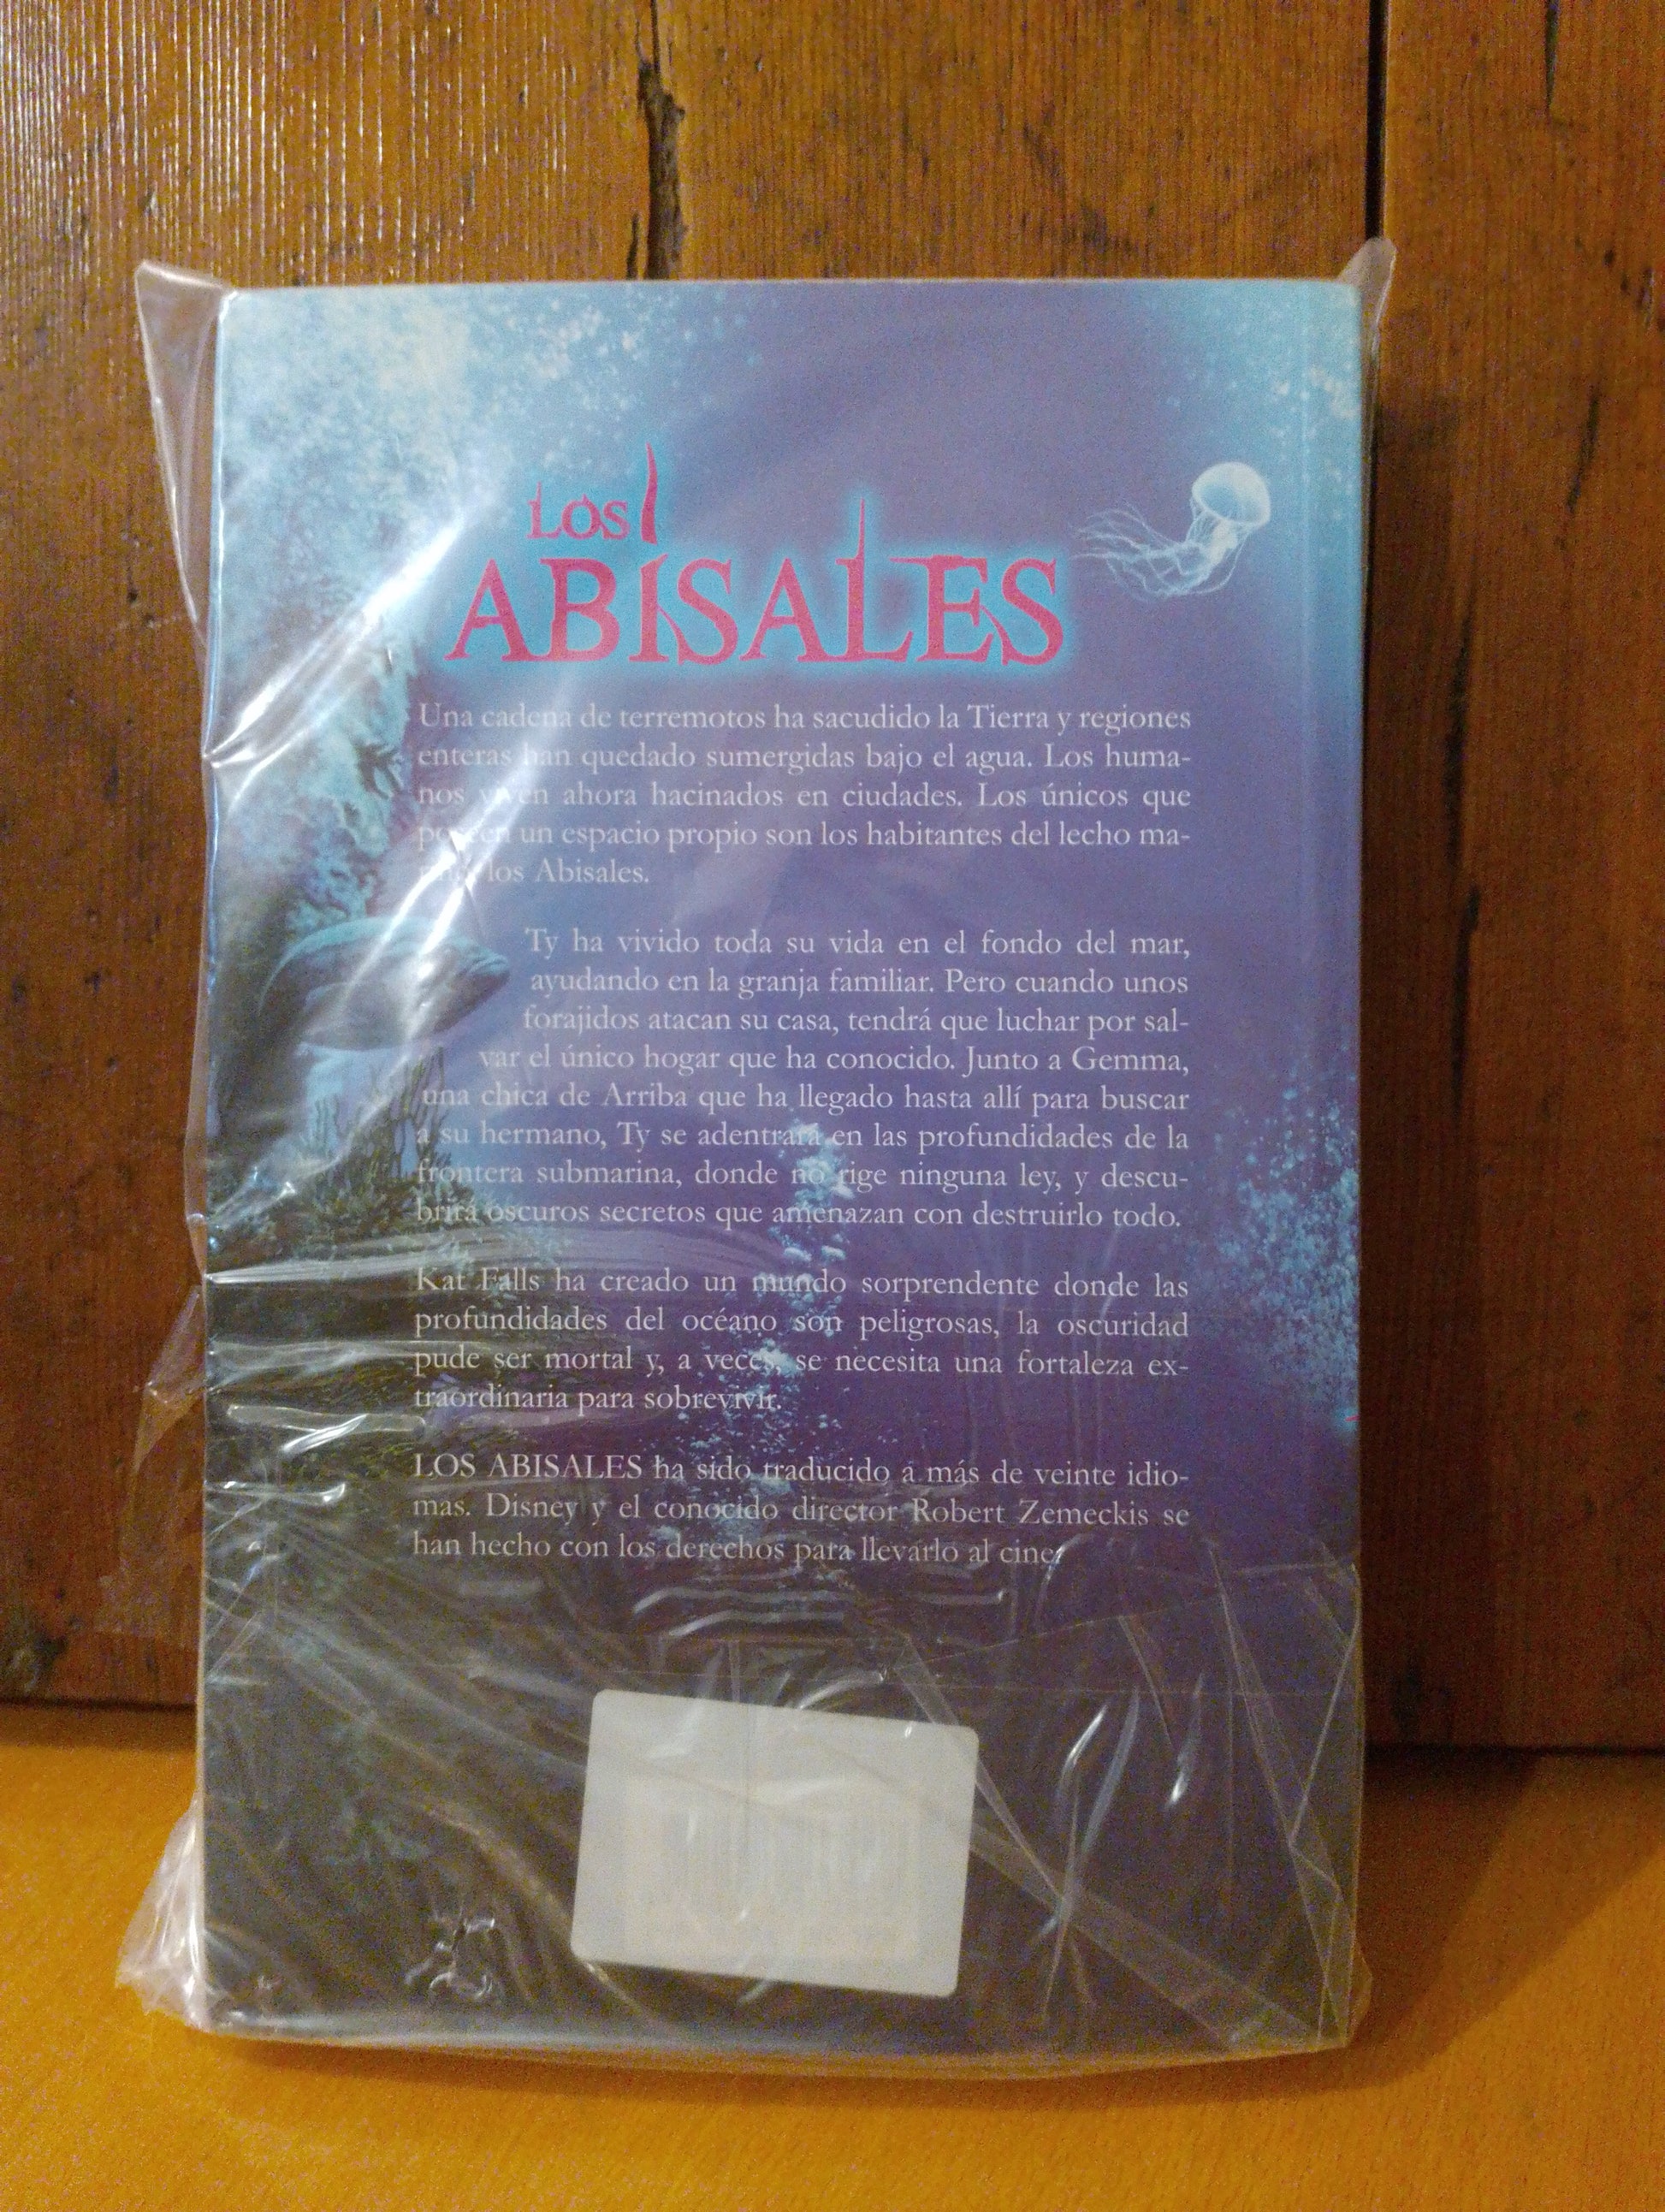 LOS
ABISALES
Una cadena de terremotos ha sacudido la Tierra y regiones
enteras han quedado sumergidas bajo el agua. Los huma-
nos viven ahora hacinados en ciudades. Los únicos que
poseen un espacio propio son los habitantes del lecho ma-
rino, los Abisales.
Ty ha vivido toda su vida en el fondo del mar,
ayudando en la granja familiar. Pero cuando unos
forajidos atacan su casa, tendrá que luchar por sal-
var el único hogar que ha conocido. Junto a Gemma,
una chica de Arriba que ha llegado hasta allí para buscar
a su hermano, Ty se adentrará en las profundidades de la
frontera submarina, donde no rige ninguna ley, y descu-
brirá oscuros secretos que amenazan con destruirlo todo.
Kat Falls ha creado un mundo sorprendente donde las
profundidades del océano son peligrosas, la oscuridad
pude ser mortal y, a veces, se necesita una fortaleza ex-
traordinaria para sobrevivir.
LOS ABISALES ha sido traducido a más de veinte idio-
mas. Disney y el conocido director Robert Zemeckis se
han hecho con los derechos para llevarlo al cine.